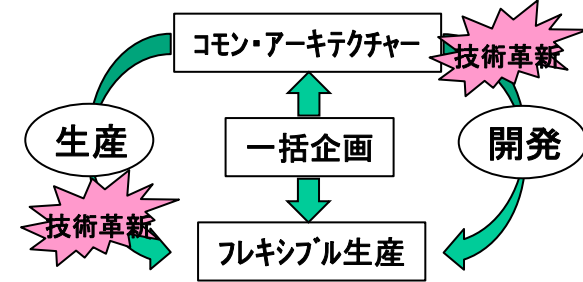 コモン・アーキテクチャー
技術革新
生産
一括企画
開発
技術革新
フレキシブル生産